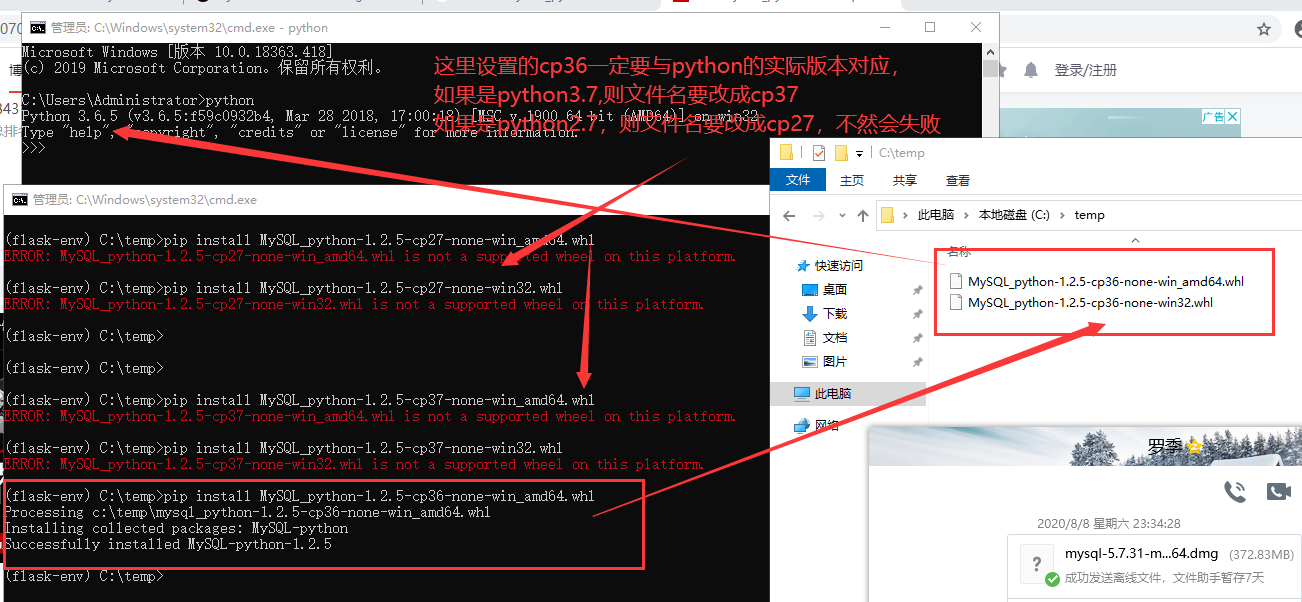 管理员: C:\Windows\system32\cmd.exe - python
Microsoft Windows [版本 10.0.18363.418]
(c) 2019 Microsoft Corporation。保留所有权利。
C:\Users\Administrator>python
Python 3.6.5 (v3.6.5:f59c0932b4, Mar 28 2018, 17:00:18) [MSC v.1900 64 bit (AMD64)] on win32
Type "help", "copyright", "credits" or "license" for more information.
>>>
这里设置的cp36一定要与python的实际版本对应，
如果是python3.7,则文件名要改成cp37
如果是python2.7，则文件名要改成cp27，不然会失败
登录/注册
广告
管理员: C:\Windows\system32\cmd.exe
(flask-env) C:\temp>pip install MySQL_python-1.2.5-cp27-none-win_amd64.whl
ERROR: MySQL_python-1.2.5-cp27-none-win_amd64.whl is not a supported wheel on this platform.
(flask-env) C:\temp>pip install MySQL_python-1.2.5-cp27-none-win32.whl
ERROR: MySQL_python-1.2.5-cp27-none-win32.whl is not a supported wheel on this platform.
(flask-env) C:\temp>
(flask-env) C:\temp>
(flask-env) C:\temp>pip install MySQL_python-1.2.5-cp37-none-win_amd64.whl
ERROR: MySQL_python-1.2.5-cp37-none-win_amd64.whl is not a supported wheel on this platform.
(flask-env) C:\temp>pip install MySQL_python-1.2.5-cp37-none-win32.whl
ERROR: MySQL_python-1.2.5-cp37-none-win32.whl is not a supported wheel on this platform.
(flask-env) C:\temp>pip install MySQL_python-1.2.5-cp36-none-win_amd64.whl
Processing c:\temp\mysql_python-1.2.5-cp36-none-win_amd64.whl
Installing collected packages: MySQL-python
Successfully installed MySQL-python-1.2.5
(flask-env) C:\temp>
C:\temp
文件 主页 共享 查看
此电脑 > 本地磁盘 (C:) > temp
名称
快速访问
桌面
下载
文档
图片
此电脑
网络
MySQL_python-1.2.5-cp36-none-win_amd64.whl
MySQL_python-1.2.5-cp36-none-win32.whl
罗季
2020/8/8 星期六 23:34:28
mysql-5.7.31-m...64.dmg (372.83MB)
成功发送离线文件，文件助手暂存7天